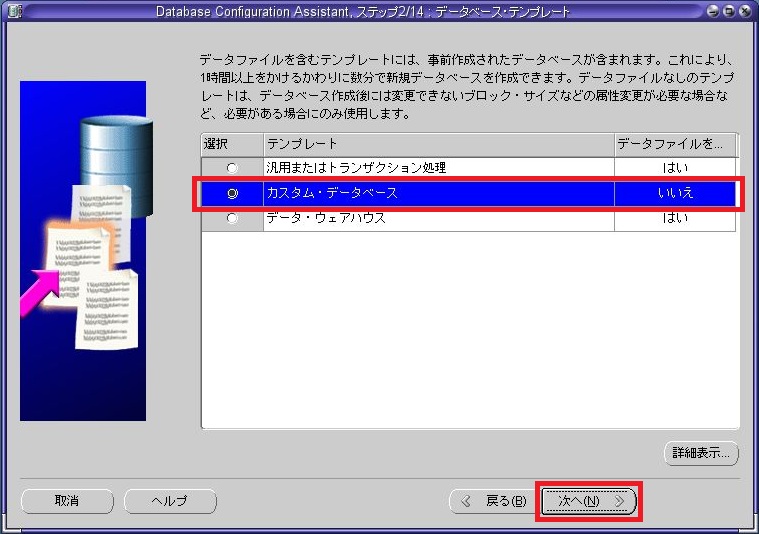 Database Configuration Assistant, ステップ2/14 : データベース・テンプレート
データファイルを含むテンプレートには、事前作成されたデータベースが含まれます。これにより、
1時間以上をかけるかわりに数分で新規データベースを作成できます。データファイルなしのテンプ
レートは、データベース作成後には変更できないブロック・サイズなどの属性変更が必要な場合な
ど、必要がある場合にのみ使用します。
選択 テンプレート データファイルを...
汎用またはトランザクション処理 はい
カスタム・データベース いいえ
データ・ウェアハウス はい
詳細表示...
取消 ヘルプ 戻る(B) 次へ(N)